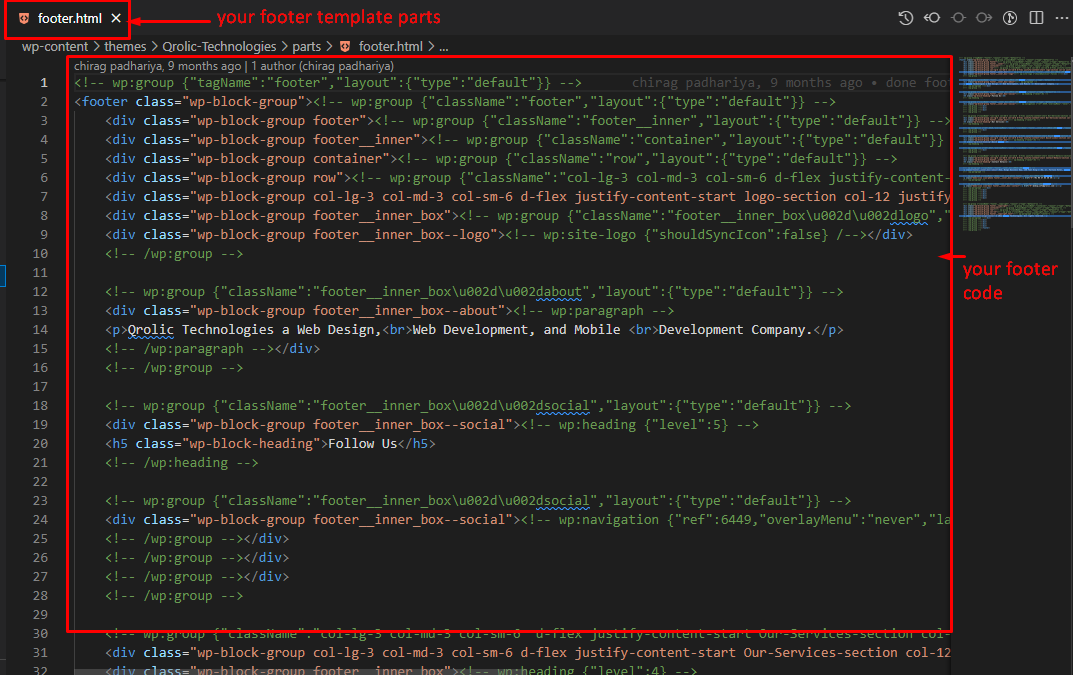 footer.html ×
your footer template parts
wp-content > themes > Qrolic-Technologies > parts > footer.html > ...
chirag padhariya, 9 months ago | 1 author (chirag padhariya)
1 <!-- wp:group {"tagName":"footer","layout":{"type":"default"}} --> chirag padhariya, 9 months ago • done foot
2 <footer class="wp-block-group"><!-- wp:group {"className":"footer","layout":{"type":"default"}} -->
3 <div class="wp-block-group footer"><!-- wp:group {"className":"footer__inner","layout":{"type":"default"}} -->
4 <div class="wp-block-group footer__inner"><!-- wp:group {"className":"container","layout":{"type":"default"}}
5 <div class="wp-block-group container"><!-- wp:group {"className":"row","layout":{"type":"default"}} -->
6 <div class="wp-block-group row"><!-- wp:group {"className":"col-lg-3 col-md-3 col-sm-6 d-flex justify-content-
7 <div class="wp-block-group col-lg-3 col-md-3 col-sm-6 d-flex justify-content-start logo-section col-12 justify
8 <div class="wp-block-group footer__inner_box"><!-- wp:group {"className":"footer__inner_box\u002d\u002dlogo","
9 <div class="wp-block-group footer__inner_box--logo"><!-- wp:site-logo {"shouldSyncIcon":false} /--></div>
10 <!-- /wp:group -->
11
12 <!-- wp:group {"className":"footer__inner_box\u002d\u002dabout","layout":{"type":"default"}} -->
13 <div class="wp-block-group footer__inner_box--about"><!-- wp:paragraph -->
14 <p>Qrolic Technologies a Web Design,<br>Web Development, and Mobile <br>Development Company.</p>
15 <!-- /wp:paragraph --></div>
16 <!-- /wp:group -->
17
18 <!-- wp:group {"className":"footer__inner_box\u002d\u002dsocial","layout":{"type":"default"}} -->
19 <div class="wp-block-group footer__inner_box--social"><!-- wp:heading {"level":5} -->
20 <h5 class="wp-block-heading">Follow Us</h5>
21 <!-- /wp:heading -->
22
23 <!-- wp:group {"className":"footer__inner_box\u002d\u002dsocial","layout":{"type":"default"}} -->
24 <div class="wp-block-group footer__inner_box--social"><!-- wp:navigation {"ref":6449,"overlayMenu":"never","la
25 <!-- /wp:group --></div>
26 <!-- /wp:group --></div>
27 <!-- /wp:group --></div>
28 <!-- /wp:group -->
29
30 <!-- wp:group {"className":"col-lg-3 col-md-3 col-sm-6 d-flex justify-content-start Our-Services-section col-
31 <div class="wp-block-group col-lg-3 col-md-3 col-sm-6 d-flex justify-content-start Our-Services-section col-12
32 <div class="wp-block-group footer__inner_box"><!-- wp:heading {"level":4} -->
your footer
code